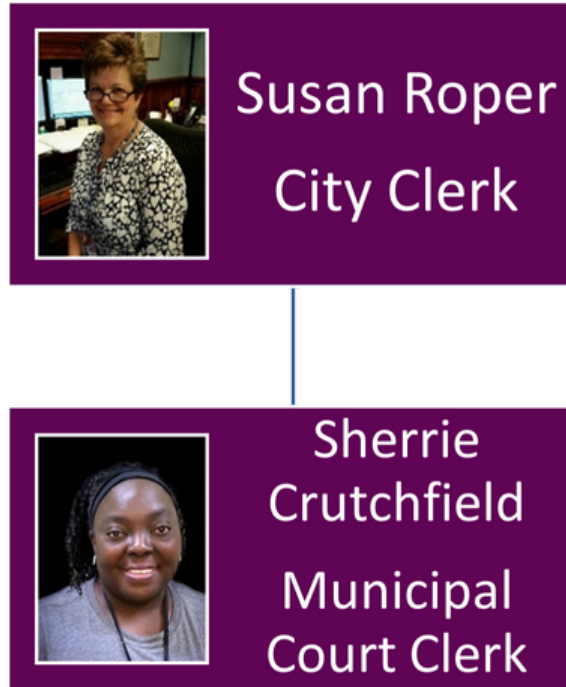 Susan Roper
City Clerk
Sherrie
Crutchfield
Municipal
Court Clerk